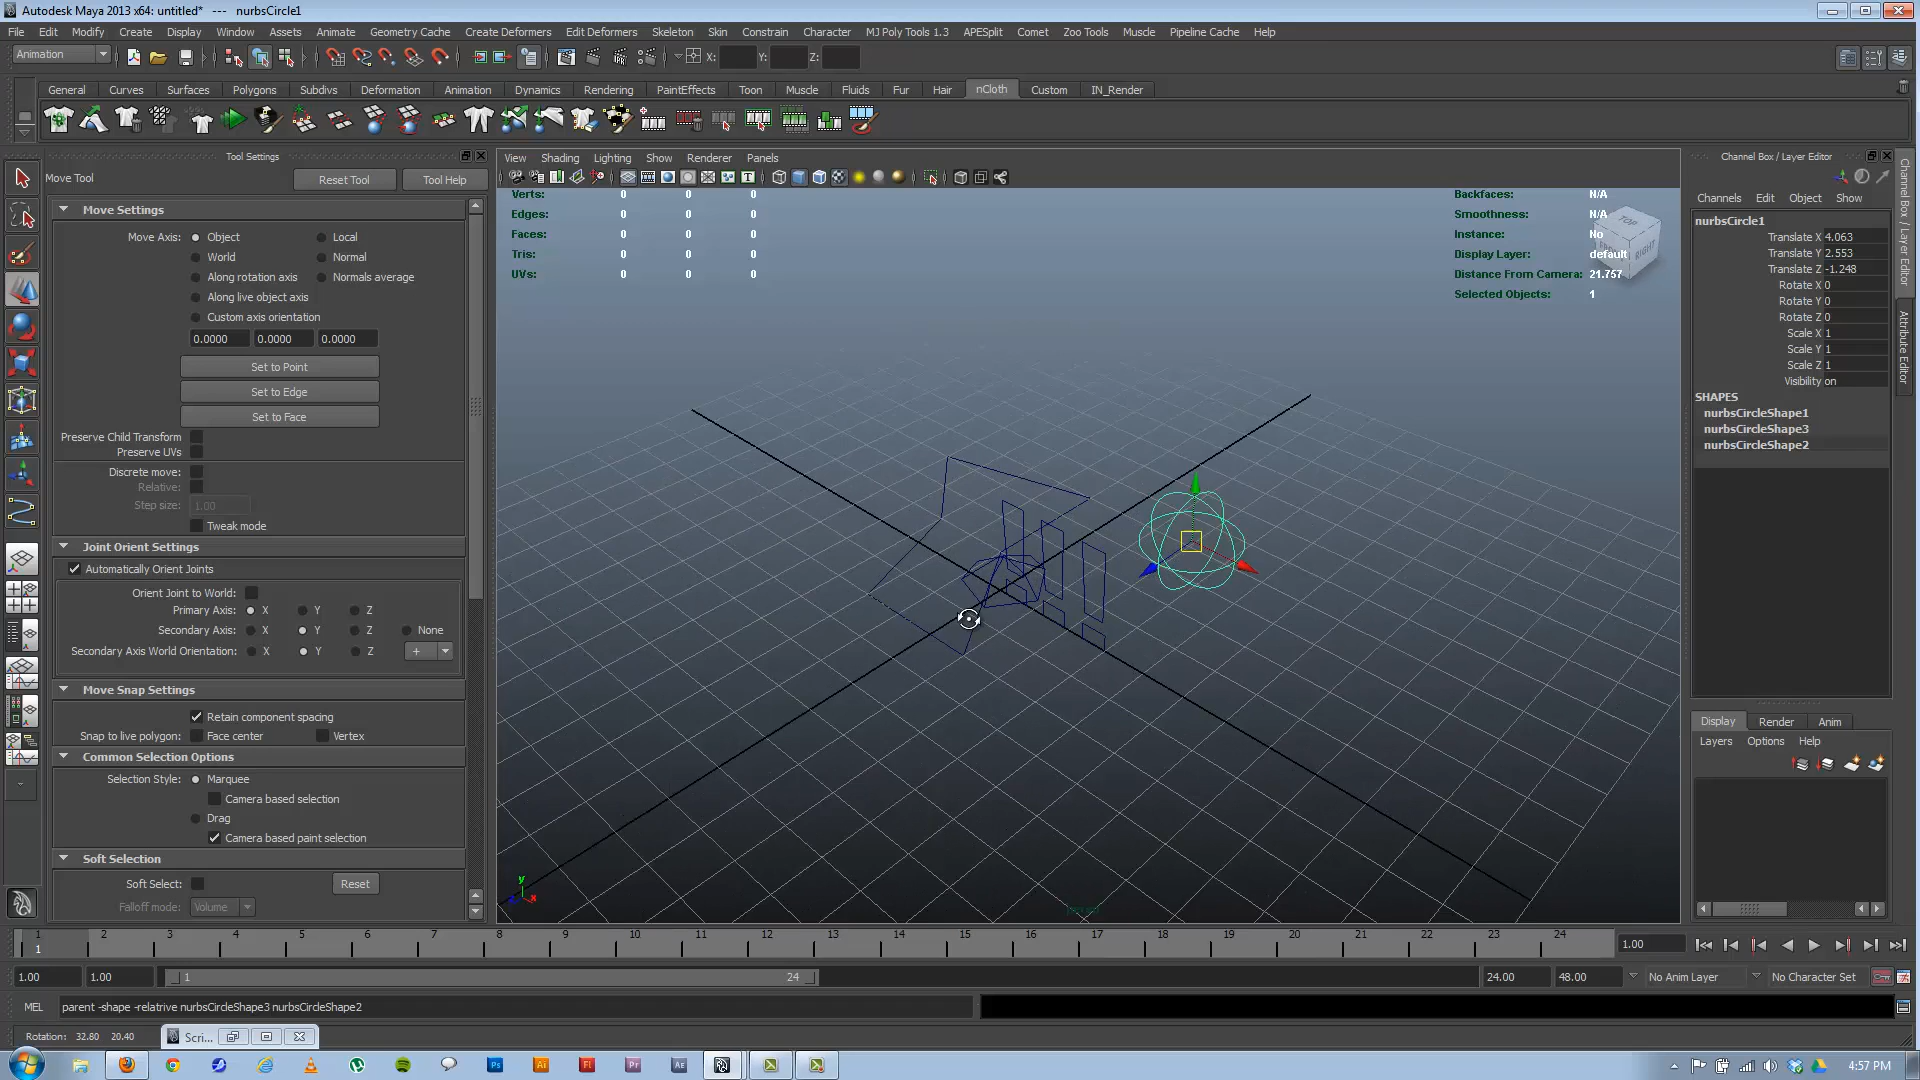 Autodesk Maya 2013 x64: untitled* --- nurbsCircle1
File Edit Modify Create Display Window Assets Animate Geometry Cache Create Deformers Edit Deformers Skeleton Skin Constrain Character MJ Poly Tools 1.3 APESplit Comet Zoo Tools Muscle Pipeline Cache Help
Animation X: Y: Z:
General Curves Surfaces Polygons Subdivs Deformation Animation Dynamics Rendering PaintEffects Toon Muscle Fluids Fur Hair nCloth Custom IN_Render
Tool Settings
Move Tool Reset Tool Tool Help
Move Settings
Move Axis: Object Local
World Normal
Along rotation axis Normals average
Along live object axis
Custom axis orientation
0.0000 0.0000 0.0000
Set to Point
Set to Edge
Set to Face
Preserve Child Transform
Preserve UVs
Discrete move:
Relative:
Step size: 1.00
Tweak mode
Joint Orient Settings
Automatically Orient Joints
Orient Joint to World:
Primary Axis: X Y Z
Secondary Axis: X Y Z None
Secondary Axis World Orientation: X Y Z +
Move Snap Settings
Retain component spacing
Snap to live polygon: Face center Vertex
Common Selection Options
Selection Style: Marquee
Camera based selection
Drag
Camera based paint selection
Soft Selection
Soft Select: Reset
Falloff mode: Volume
View Shading Lighting Show Renderer Panels
Verts: 0 0 0
Edges: 0 0 0
Faces: 0 0 0
Tris: 0 0 0
UVs: 0 0 0
Backfaces: N/A
Smoothness: N/A
Instance: No
Display Layer: default
Distance From Camera: 21.757
Selected Objects: 1
TOP
RIGHT
y
x
Channel Box / Layer Editor
Channels Edit Object Show
nurbsCircle1
Translate X 4.063
Translate Y 2.553
Translate Z -1.248
Rotate X 0
Rotate Y 0
Rotate Z 0
Scale X 1
Scale Y 1
Scale Z 1
Visibility on
SHAPES
nurbsCircleShape1
nurbsCircleShape3
nurbsCircleShape2
Channel Box / Layer Editor
Attribute Editor
Display Render Anim
Layers Options Help
1 2 3 4 5 6 7 8 9 10 11 12 13 14 15 16 17 18 19 20 21 22 23 24
1
1.00
1.00 1.00 1 24 24.00 48.00 No Anim Layer No Character Set
MEL parent -shape -relatrive nurbsCircleShape3 nurbsCircleShape2
Rotation: 32.80 20.40 Scri...
Ps Ai Fl Pr Ae 4:57 PM